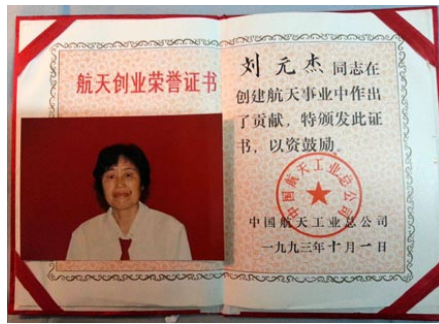 航天创业荣誉证书
刘元杰 同志在
创建航天事业中作出
了贡献，特颁发此证
书，以资鼓励。
中国航天工业总公司
中国航天工业总公司
一九九三年十月一日